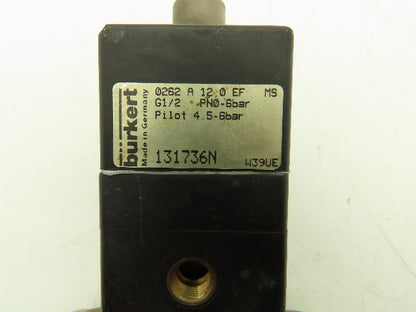 bürkert
Made in Germany
0262 A 12,0 EF MS
G1/2 PN0-6bar
Pilot 4.5-6bar
131736N
W39UE